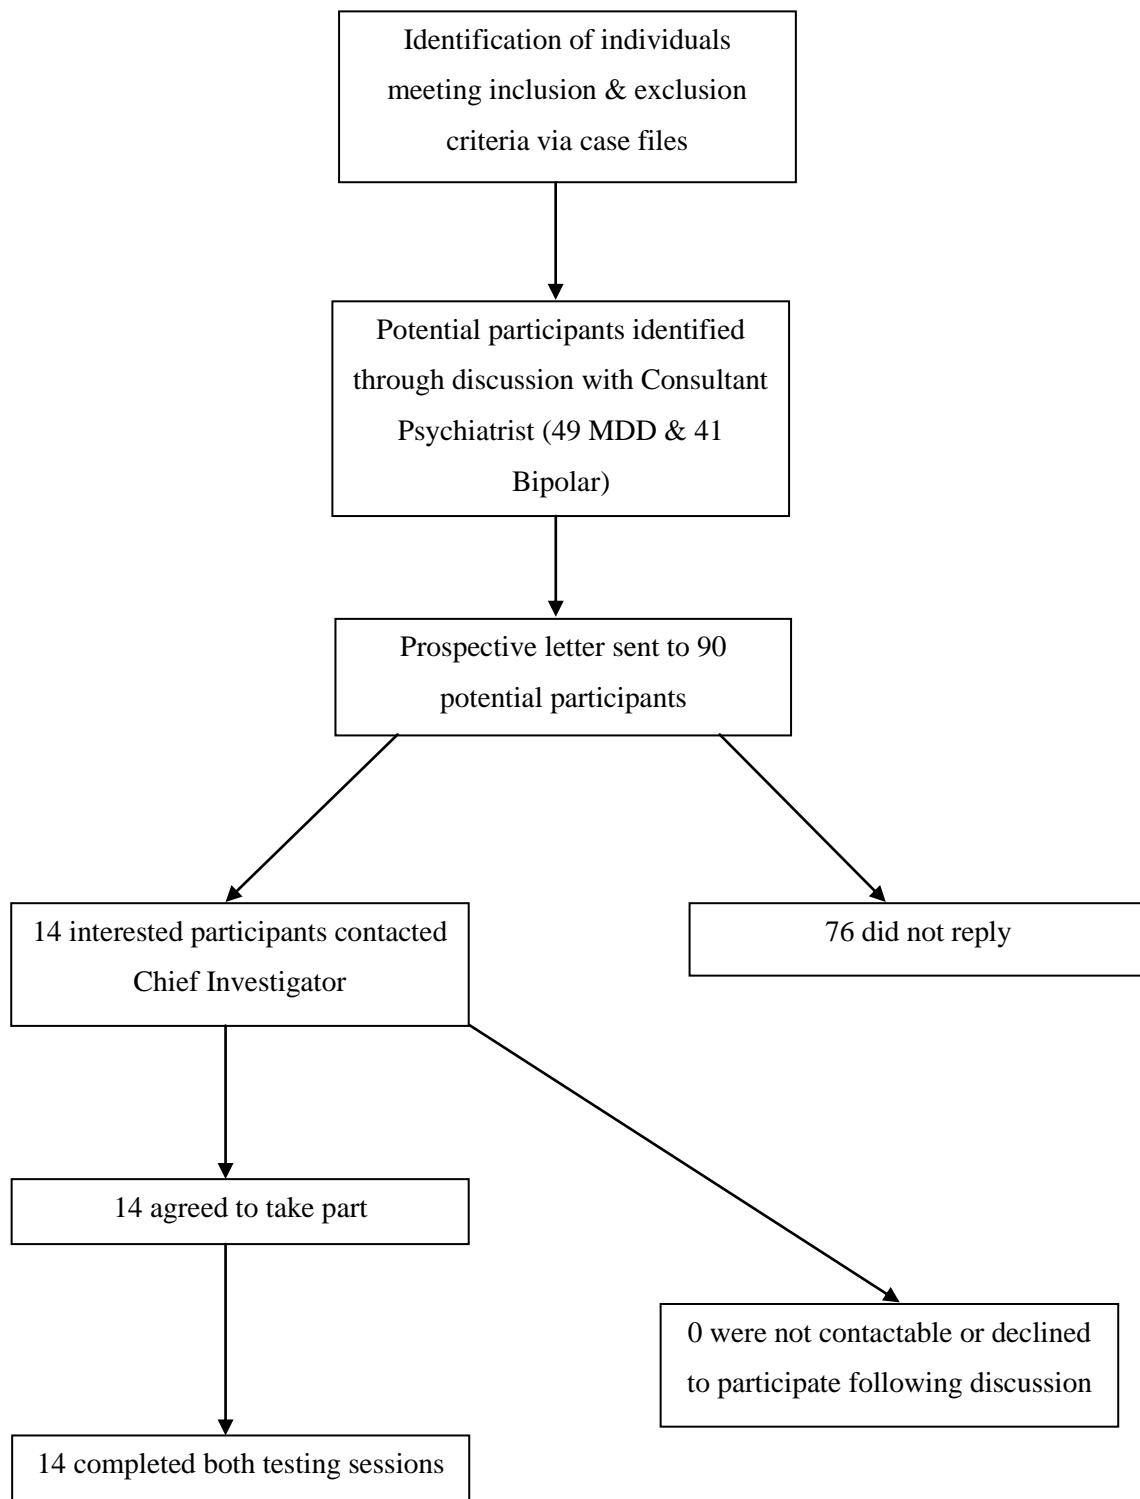 Identification of individuals
meeting inclusion & exclusion
criteria via case files
Potential participants identified
through discussion with Consultant
Psychiatrist (49 MDD & 41
Bipolar)
Prospective letter sent to 90
potential participants
14 interested participants contacted
Chief Investigator
76 did not reply
14 agreed to take part
0 were not contactable or declined
to participate following discussion
14 completed both testing sessions